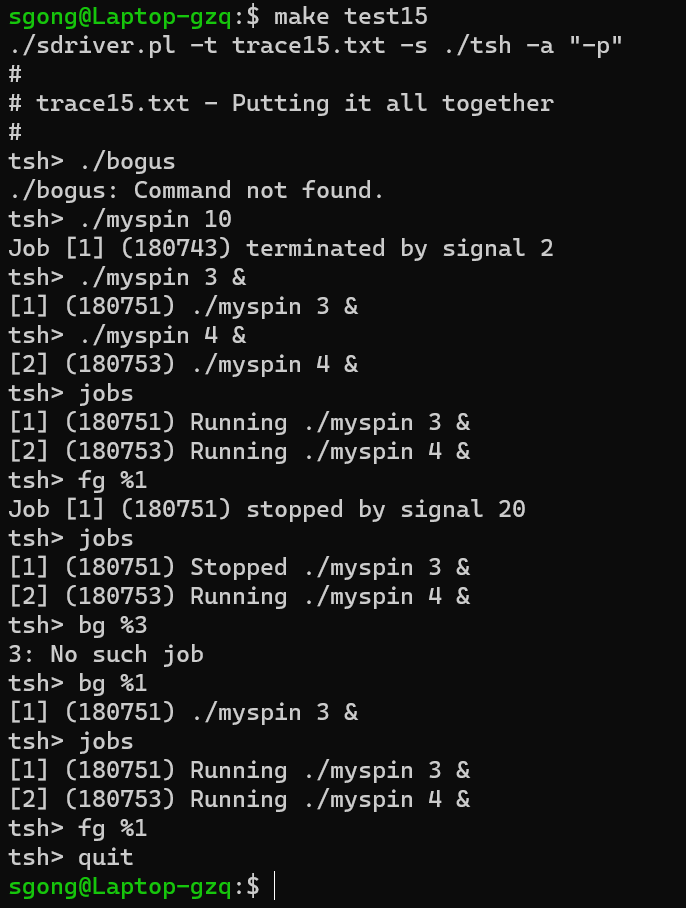 sgong@Laptop-gzq:$ make test15
./sdriver.pl -t trace15.txt -s ./tsh -a "-p"
#
# trace15.txt - Putting it all together
#
tsh> ./bogus
./bogus: Command not found.
tsh> ./myspin 10
Job [1] (180743) terminated by signal 2
tsh> ./myspin 3 &
[1] (180751) ./myspin 3 &
tsh> ./myspin 4 &
[2] (180753) ./myspin 4 &
tsh> jobs
[1] (180751) Running ./myspin 3 &
[2] (180753) Running ./myspin 4 &
tsh> fg %1
Job [1] (180751) stopped by signal 20
tsh> jobs
[1] (180751) Stopped ./myspin 3 &
[2] (180753) Running ./myspin 4 &
tsh> bg %3
3: No such job
tsh> bg %1
[1] (180751) ./myspin 3 &
tsh> jobs
[1] (180751) Running ./myspin 3 &
[2] (180753) Running ./myspin 4 &
tsh> fg %1
tsh> quit
sgong@Laptop-gzq:$